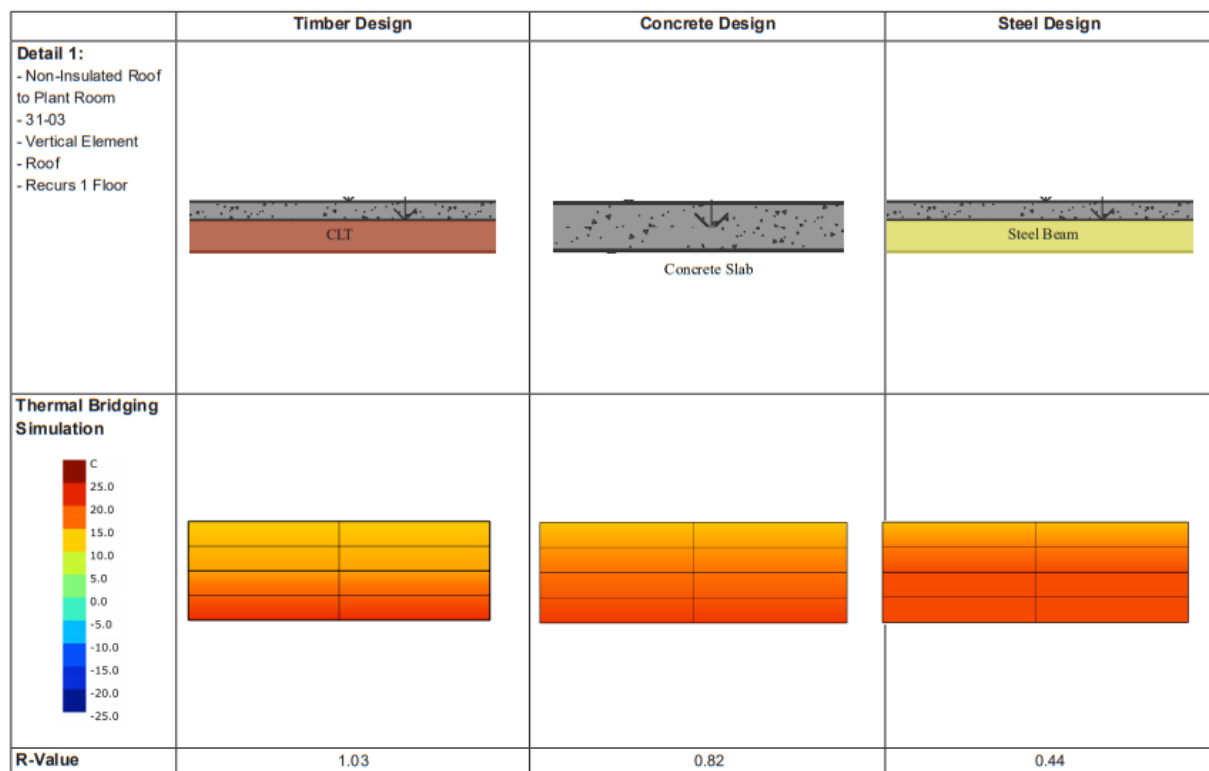 Timber Design
Concrete Design
Steel Design
Detail 1:
- Non-Insulated Roof
to Plant Room
- 31-03
- Vertical Element
- Roof
- Recurs 1 Floor
CLT
Concrete Slab
Steel Beam
Thermal Bridging
Simulation
C
25.0
20.0
15.0
10.0
5.0
0.0
-5.0
-10.0
-15.0
-20.0
-25.0
R-Value
1.03
0.82
0.44